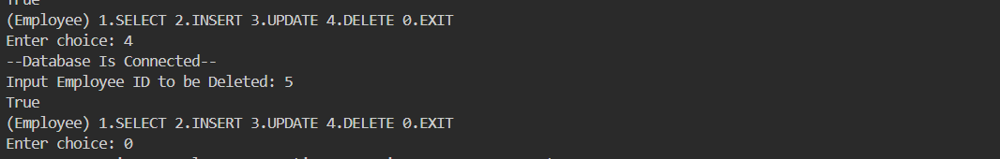 True
(Employee) 1.SELECT 2.INSERT 3.UPDATE 4.DELETE 0.EXIT
Enter choice: 4
--Database Is Connected--
Input Employee ID to be Deleted: 5
True
(Employee) 1.SELECT 2.INSERT 3.UPDATE 4.DELETE 0.EXIT
Enter choice: 0